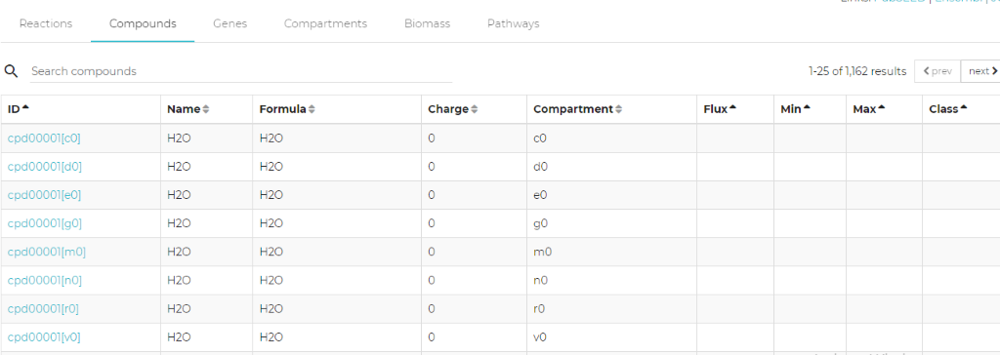 Reactions Compounds Genes Compartments Biomass Pathways
Search compounds 1-25 of 1,162 results prev next
ID Name Formula Charge Compartment Flux Min Max Class
cpd00001[c0] H2O H2O 0 c0
cpd00001[d0] H2O H2O 0 d0
cpd00001[e0] H2O H2O 0 e0
cpd00001[g0] H2O H2O 0 g0
cpd00001[m0] H2O H2O 0 m0
cpd00001[n0] H2O H2O 0 n0
cpd00001[r0] H2O H2O 0 r0
cpd00001[v0] H2O H2O 0 v0